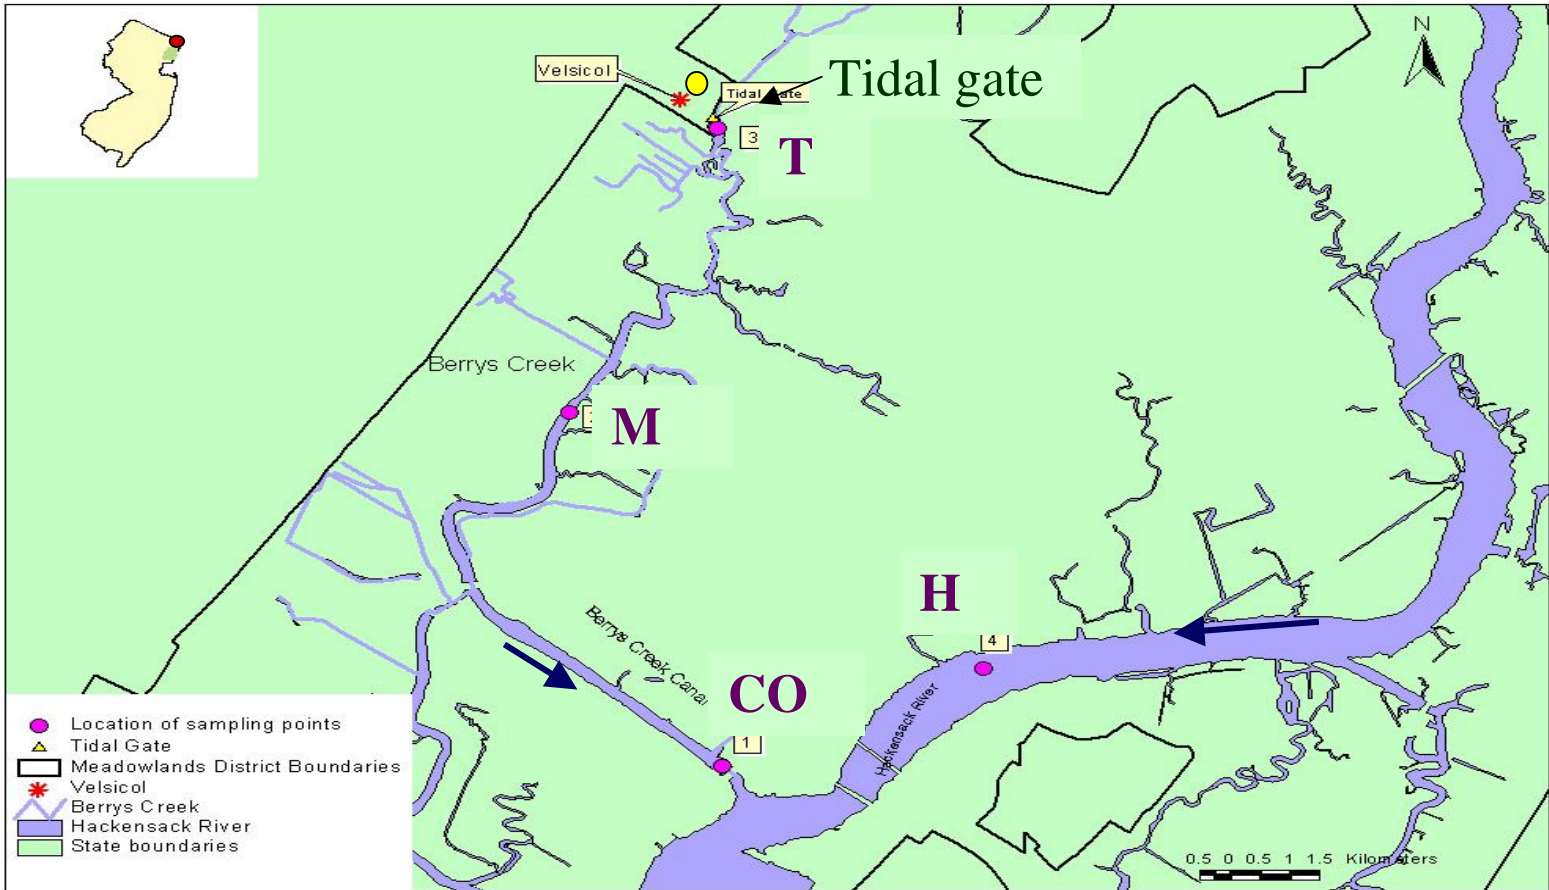 N
Velsicol
Tidal gate
Tidal
3
T
Berrys Creek
M
H
4
Berrys Creek Canal
CO
1
Hackensack River
Location of sampling points
Tidal Gate
Meadowlands District Boundaries
Velsicol
Berrys Creek
Hackensack River
State boundaries
0.5 0 0.5 1 1.5 Kilometers